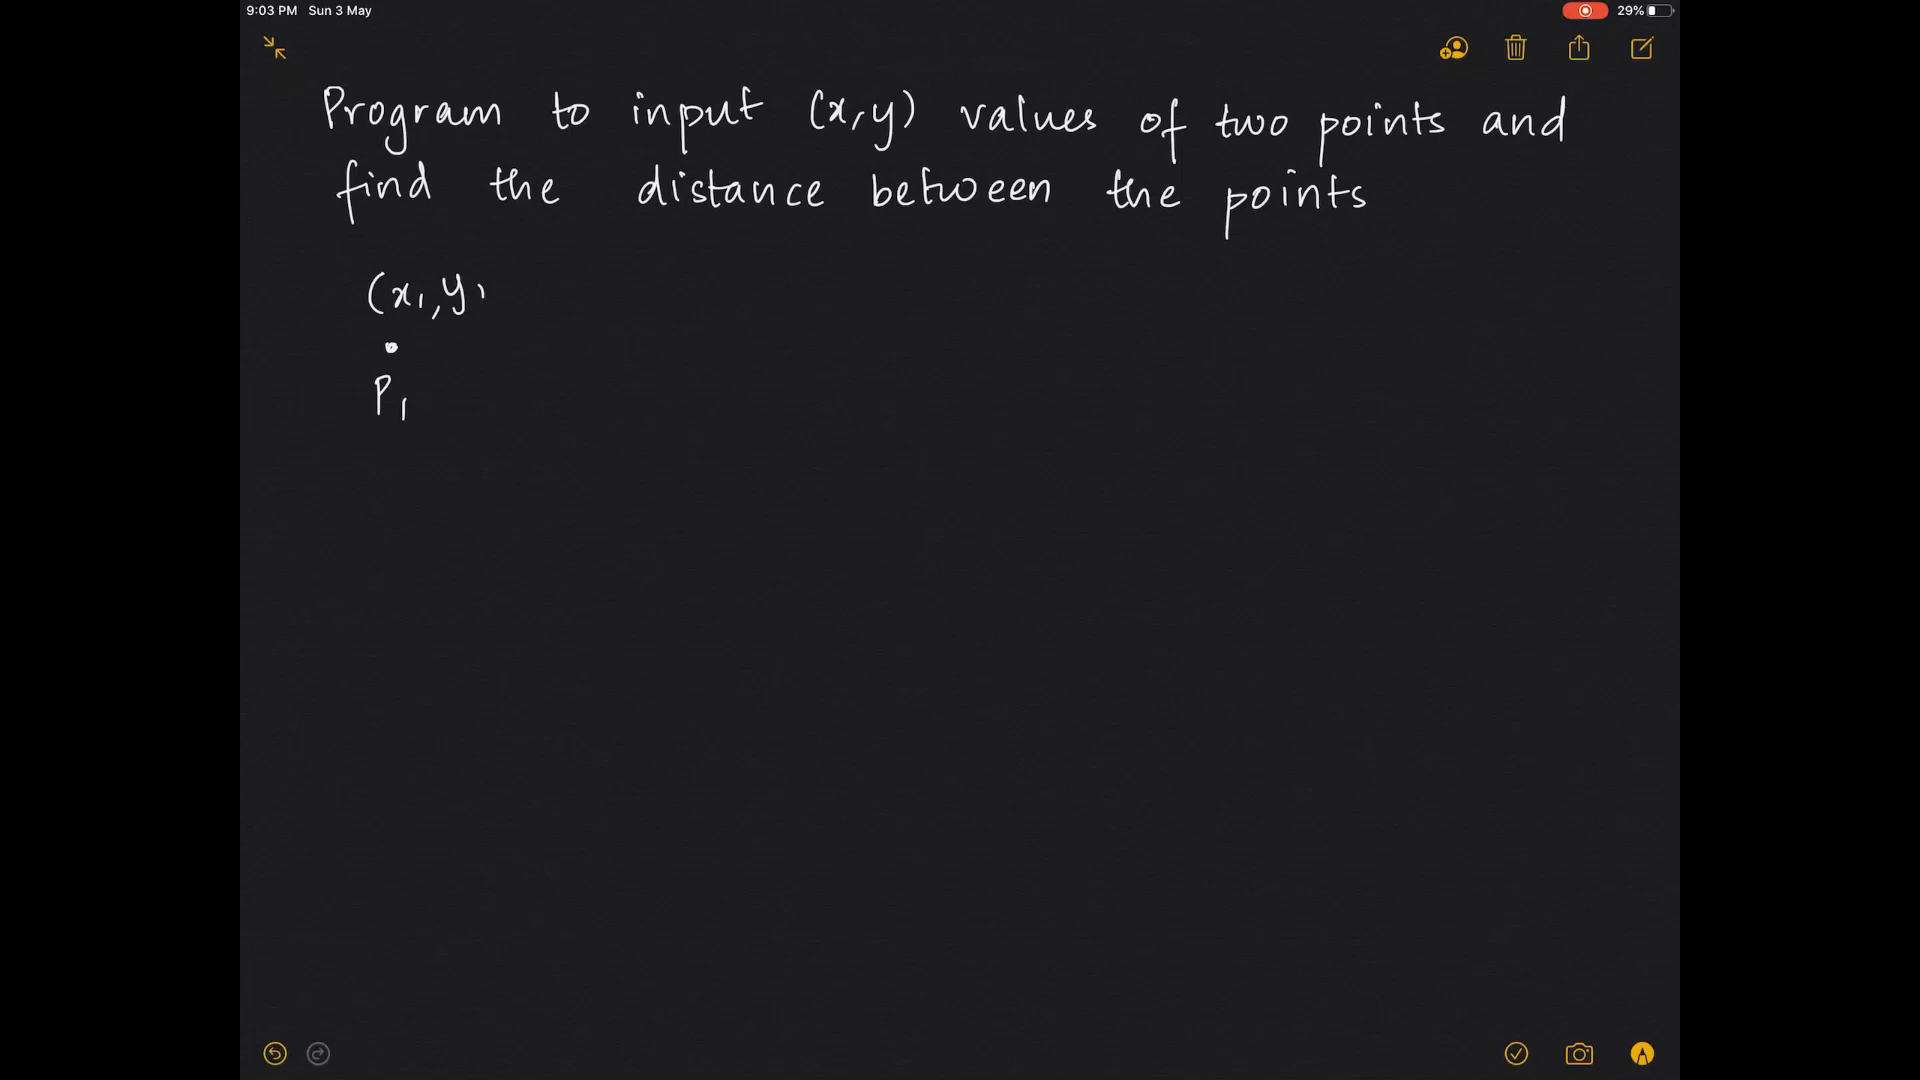 9:03 PM Sun 3 May 29%
Program to input (x,y) values of two points and
find the distance between the points
(x₁,y₁
P₁